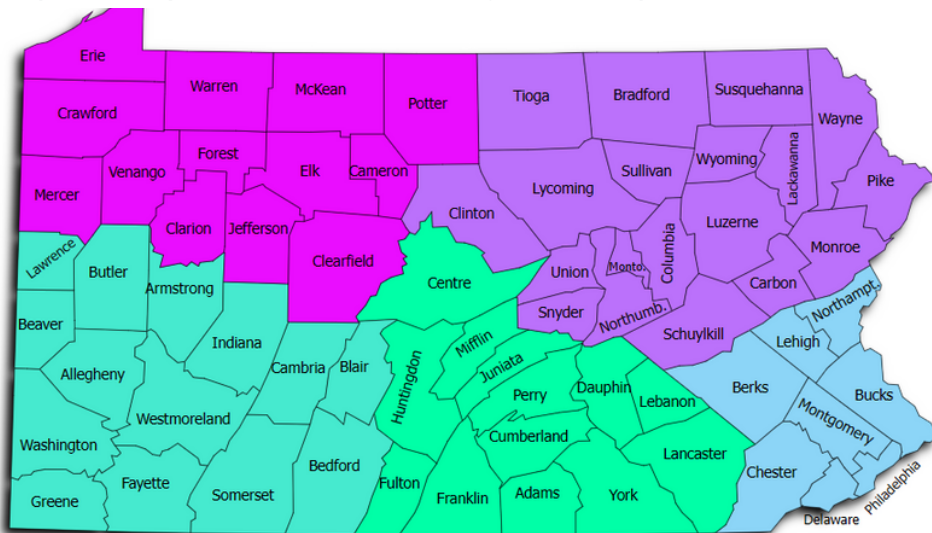 Erie
Warren
McKean
Potter
Tioga
Bradford
Susquehanna
Wayne
Crawford
Forest
Venango
Elk
Cameron
Mercer
Clarion
Jefferson
Clearfield
Clinton
Lycoming
Sullivan
Wyoming
Lackawanna
Pike
Luzerne
Monroe
Columbia
Monto.
Union
Carbon
Snyder
Northumb.
Schuylkill
Lawrence
Butler
Armstrong
Centre
Northampt.
Beaver
Indiana
Mifflin
Juniata
Lehigh
Allegheny
Cambria
Blair
Huntingdon
Perry
Dauphin
Lebanon
Berks
Bucks
Westmoreland
Montgomery
Washington
Cumberland
Lancaster
Bedford
Chester
Greene
Fayette
Somerset
Fulton
Franklin
Adams
York
Philadelphia
Delaware